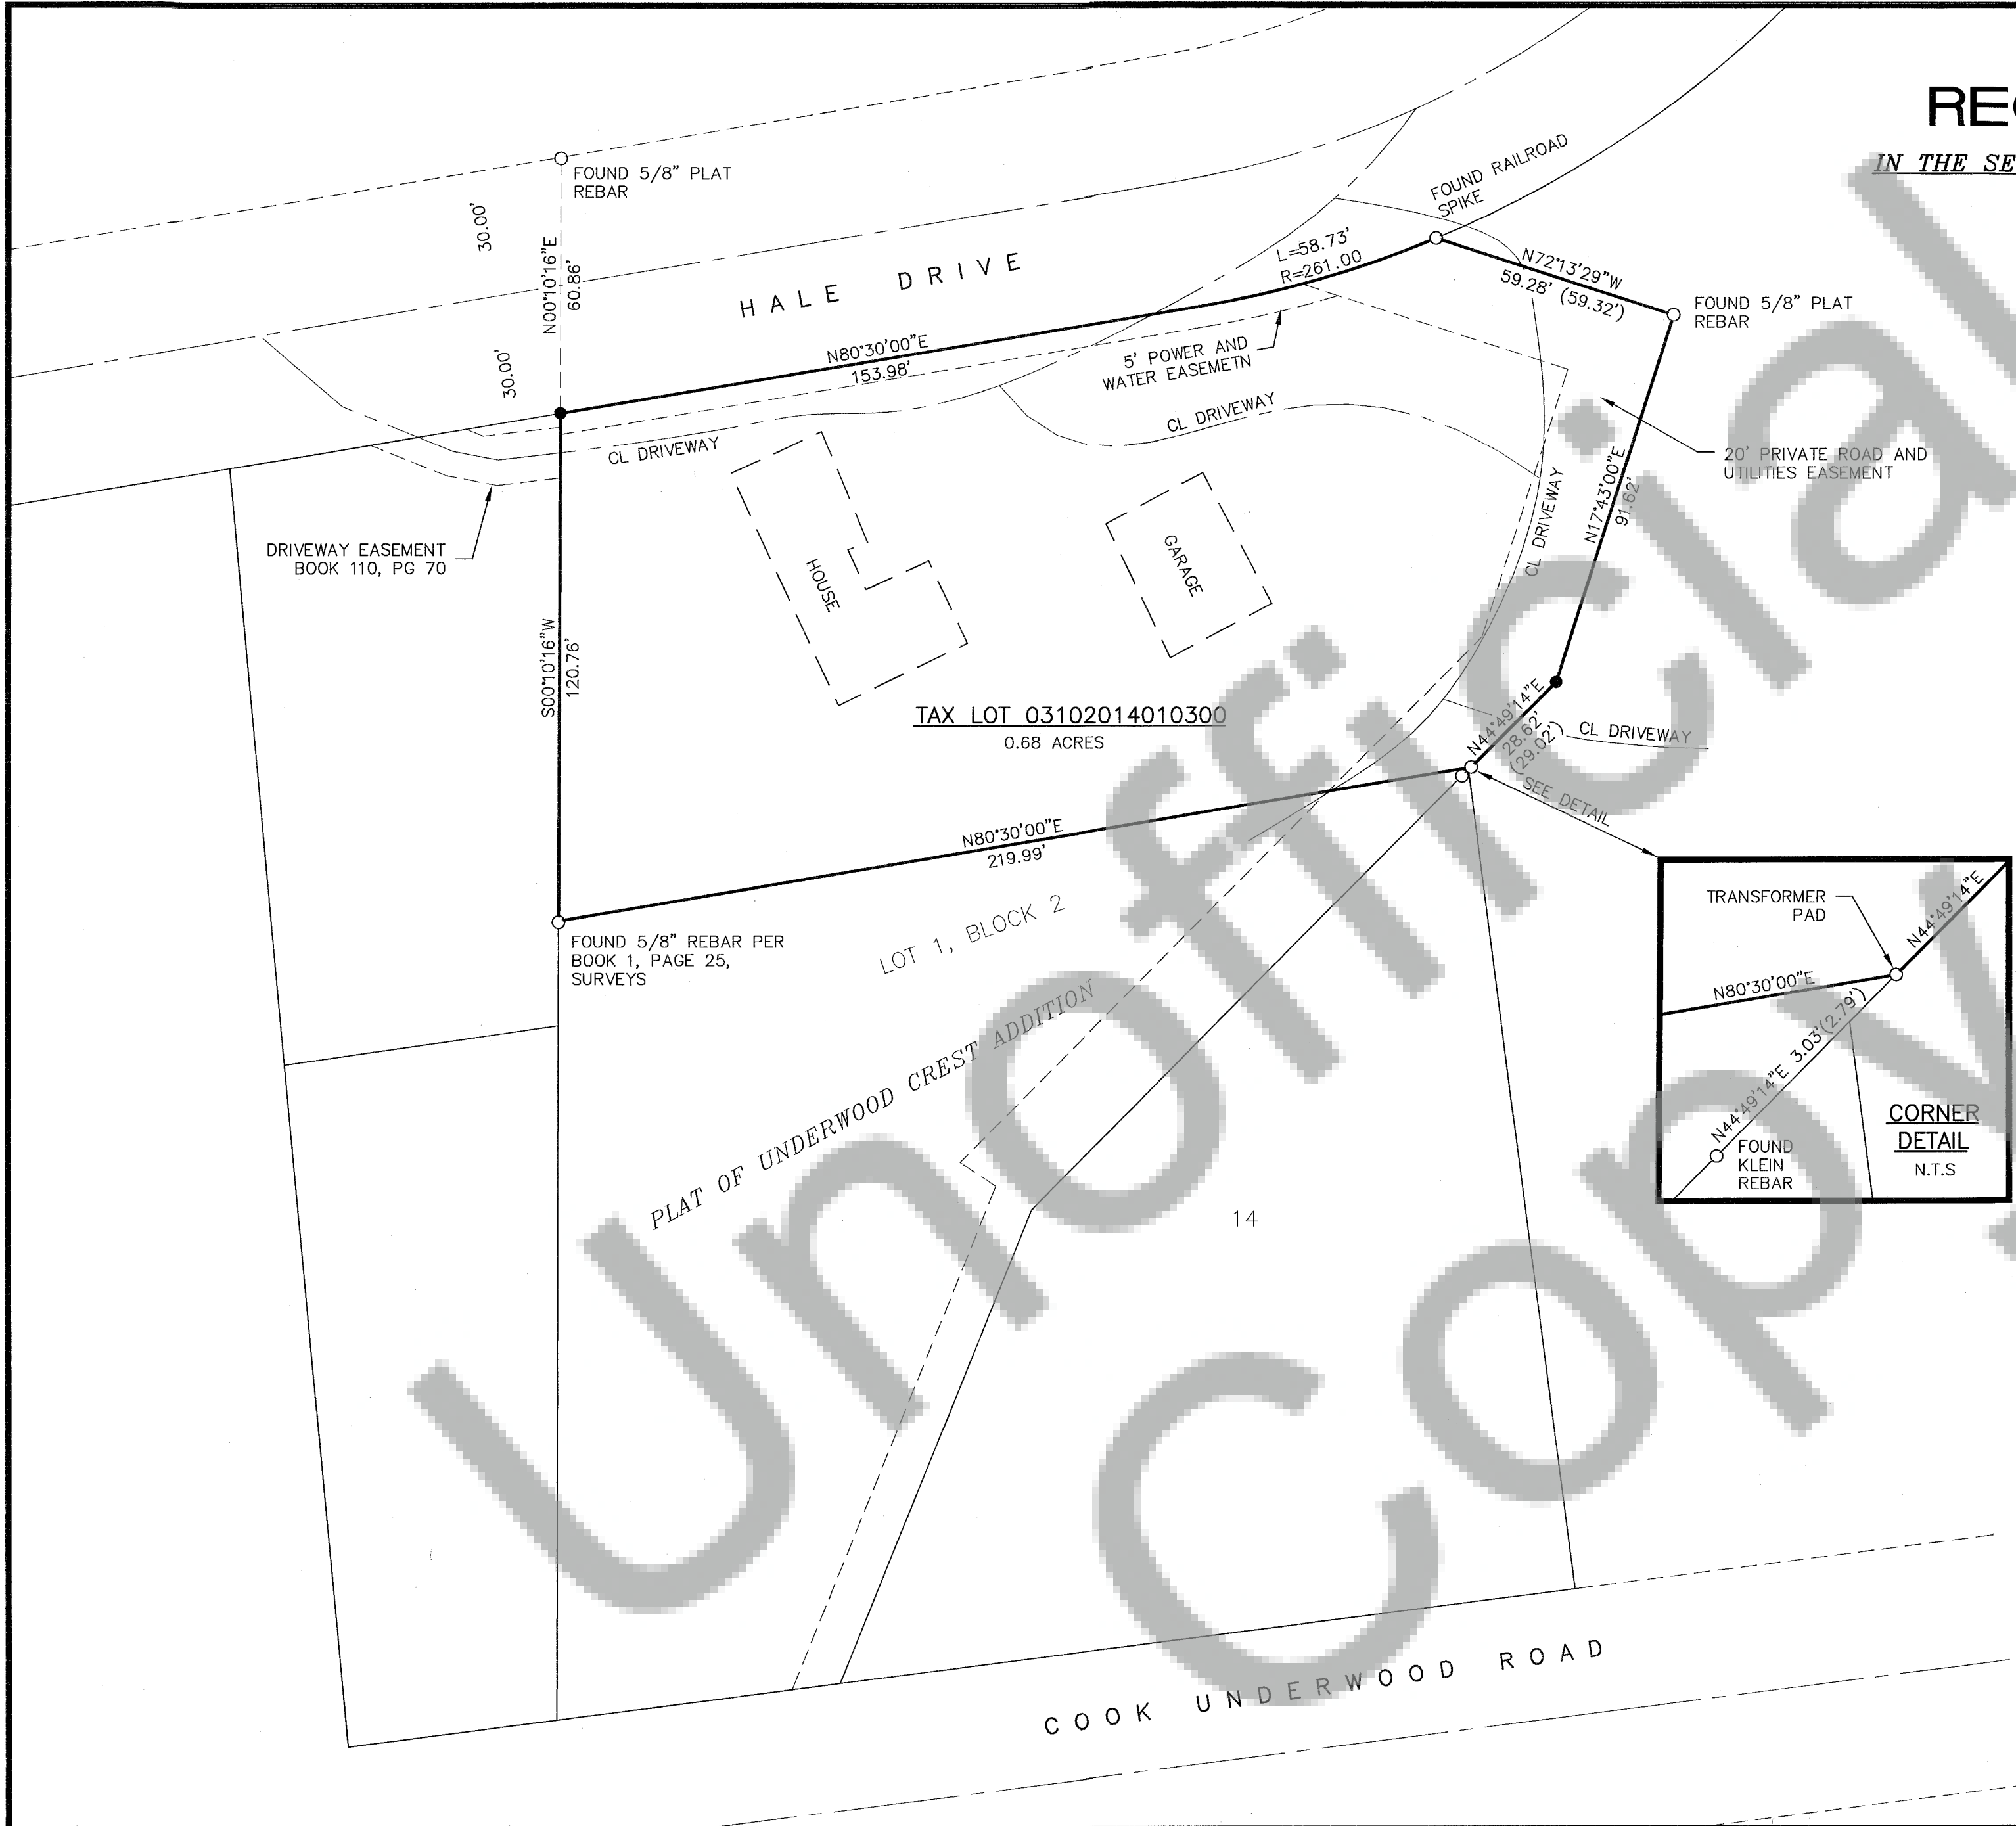 REC
IN THE SE
FOUND 5/8" PLAT
REBAR
FOUND RAILROAD
SPIKE
30.00'
N00°10'16"E
60.86'
30.00'
HALE DRIVE
L=58.73'
R=261.00
N72°13'29"W
59.28' (59.32')
FOUND 5/8" PLAT
REBAR
N80°30'00"E
153.98'
5' POWER AND
WATER EASEMETN
CL DRIVEWAY
CL DRIVEWAY
20' PRIVATE ROAD AND
UTILITIES EASEMENT
CL DRIVEWAY
N17°43'00"E
91.62'
DRIVEWAY EASEMENT
BOOK 110, PG 70
HOUSE
GARAGE
S00°10'16"W
120.76'
TAX LOT 03102014010300
0.68 ACRES
N44°49'14"E
28.62'
(29.02')
CL DRIVEWAY
SEE DETAIL
N80°30'00"E
219.99'
FOUND 5/8" REBAR PER
BOOK 1, PAGE 25,
SURVEYS
LOT 1, BLOCK 2
PLAT OF UNDERWOOD CREST ADDITION
TRANSFORMER
PAD
N44°49'14"E
N80°30'00"E
N44°49'14"E 3.03'(2.79')
FOUND
KLEIN
REBAR
CORNER
DETAIL
N.T.S
14
COOK UNDERWOOD ROAD
Unofficial
Copy